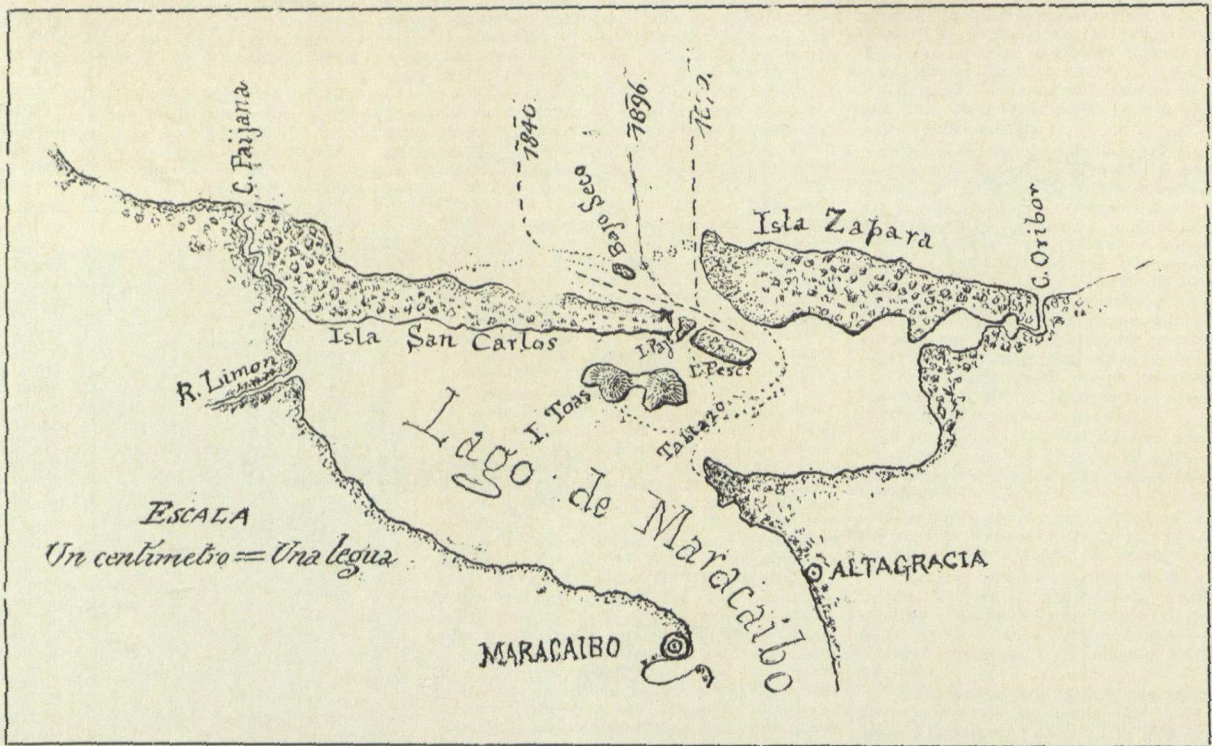 C. Paijana
1840.
1896
Bajo Seco
Isla Zapara
C. Oribor
Isla San Carlos
I. Paj.
I. Pesc.
R. Limon
I. Toas
Tablazo.
Lago de Maracaibo
ESCALA
Un centímetro = Una legua
ALTAGRACIA
MARACAIBO